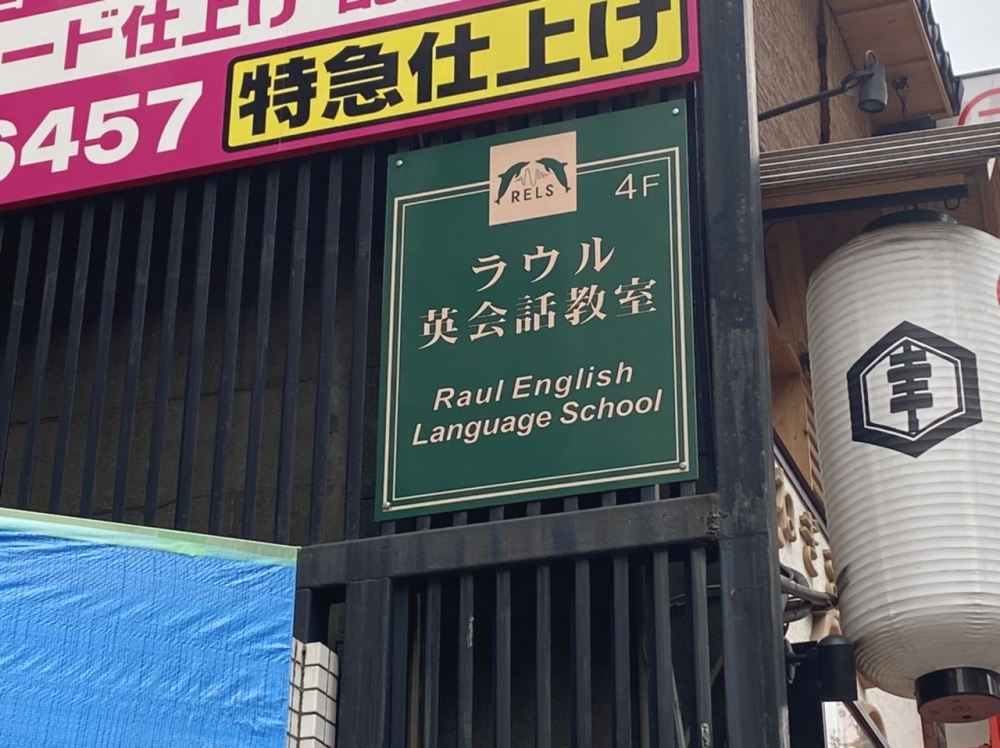 ード仕上げ
6457
特急仕上げ
RELS
4F
ラウル
英会話教室
Raul English
Language School